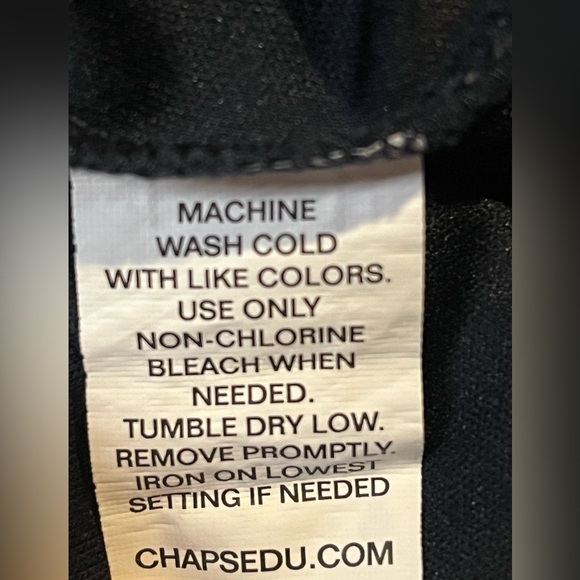 MACHINE
WASH COLD
WITH LIKE COLORS.
USE ONLY
NON-CHLORINE
BLEACH WHEN
NEEDED.
TUMBLE DRY LOW.
REMOVE PROMPTLY.
IRON ON LOWEST
SETTING IF NEEDED
CHAPSEDU.COM